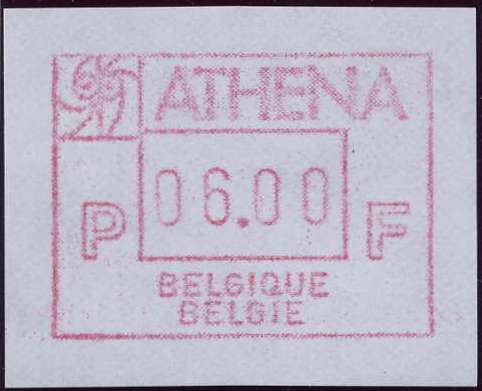 ATHENA
06.00
P F
BELGIQUE
BELGIE